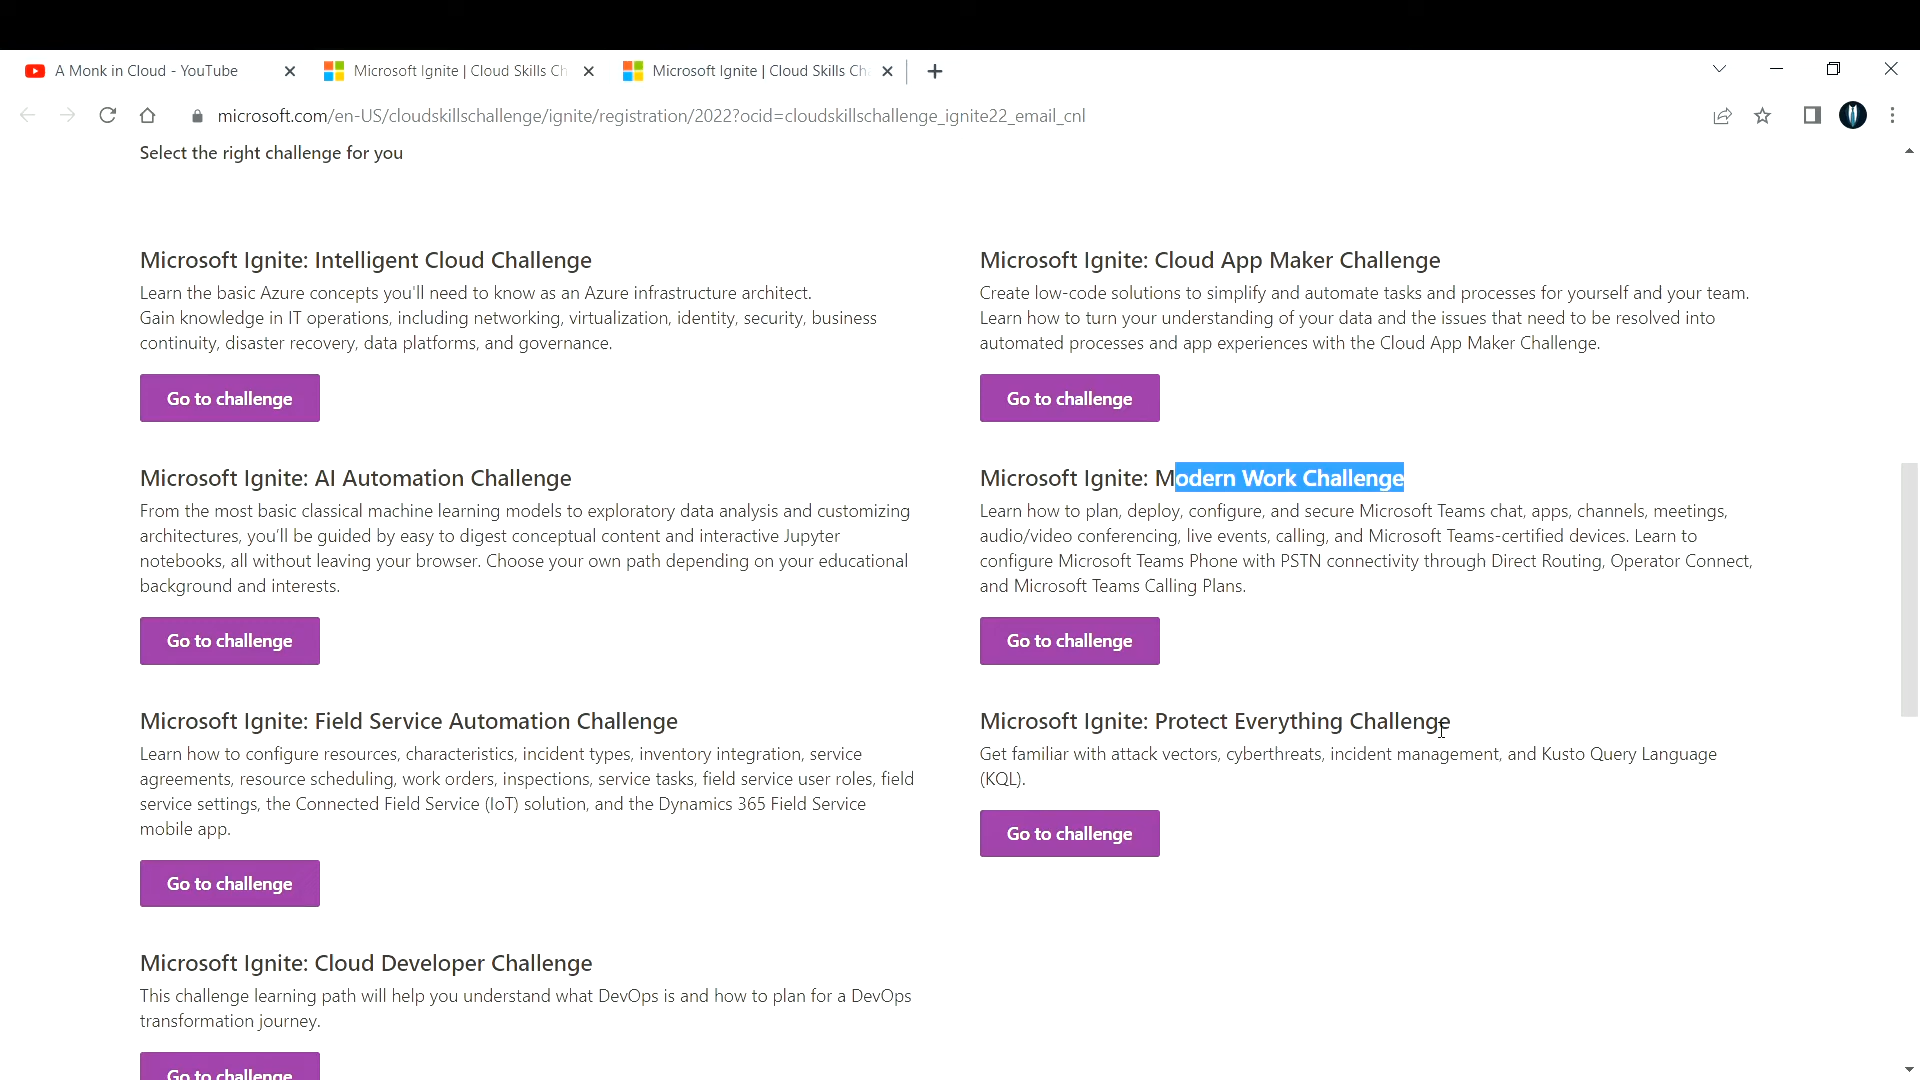 A Monk in Cloud - YouTube
Microsoft Ignite | Cloud Skills Ch
Microsoft Ignite | Cloud Skills Ch
microsoft.com/en-US/cloudskillschallenge/ignite/registration/2022?ocid=cloudskillschallenge_ignite22_email_cnl
Select the right challenge for you
Microsoft Ignite: Intelligent Cloud Challenge
Learn the basic Azure concepts you'll need to know as an Azure infrastructure architect.
Gain knowledge in IT operations, including networking, virtualization, identity, security, business
continuity, disaster recovery, data platforms, and governance.
Go to challenge
Microsoft Ignite: Cloud App Maker Challenge
Create low-code solutions to simplify and automate tasks and processes for yourself and your team.
Learn how to turn your understanding of your data and the issues that need to be resolved into
automated processes and app experiences with the Cloud App Maker Challenge.
Go to challenge
Microsoft Ignite: AI Automation Challenge
From the most basic classical machine learning models to exploratory data analysis and customizing
architectures, you'll be guided by easy to digest conceptual content and interactive Jupyter
notebooks, all without leaving your browser. Choose your own path depending on your educational
background and interests.
Go to challenge
Microsoft Ignite: Modern Work Challenge
Learn how to plan, deploy, configure, and secure Microsoft Teams chat, apps, channels, meetings,
audio/video conferencing, live events, calling, and Microsoft Teams-certified devices. Learn to
configure Microsoft Teams Phone with PSTN connectivity through Direct Routing, Operator Connect,
and Microsoft Teams Calling Plans.
Go to challenge
Microsoft Ignite: Field Service Automation Challenge
Learn how to configure resources, characteristics, incident types, inventory integration, service
agreements, resource scheduling, work orders, inspections, service tasks, field service user roles, field
service settings, the Connected Field Service (IoT) solution, and the Dynamics 365 Field Service
mobile app.
Go to challenge
Microsoft Ignite: Protect Everything Challenge
Get familiar with attack vectors, cyberthreats, incident management, and Kusto Query Language
(KQL).
Go to challenge
Microsoft Ignite: Cloud Developer Challenge
This challenge learning path will help you understand what DevOps is and how to plan for a DevOps
transformation journey.
Go to challenge